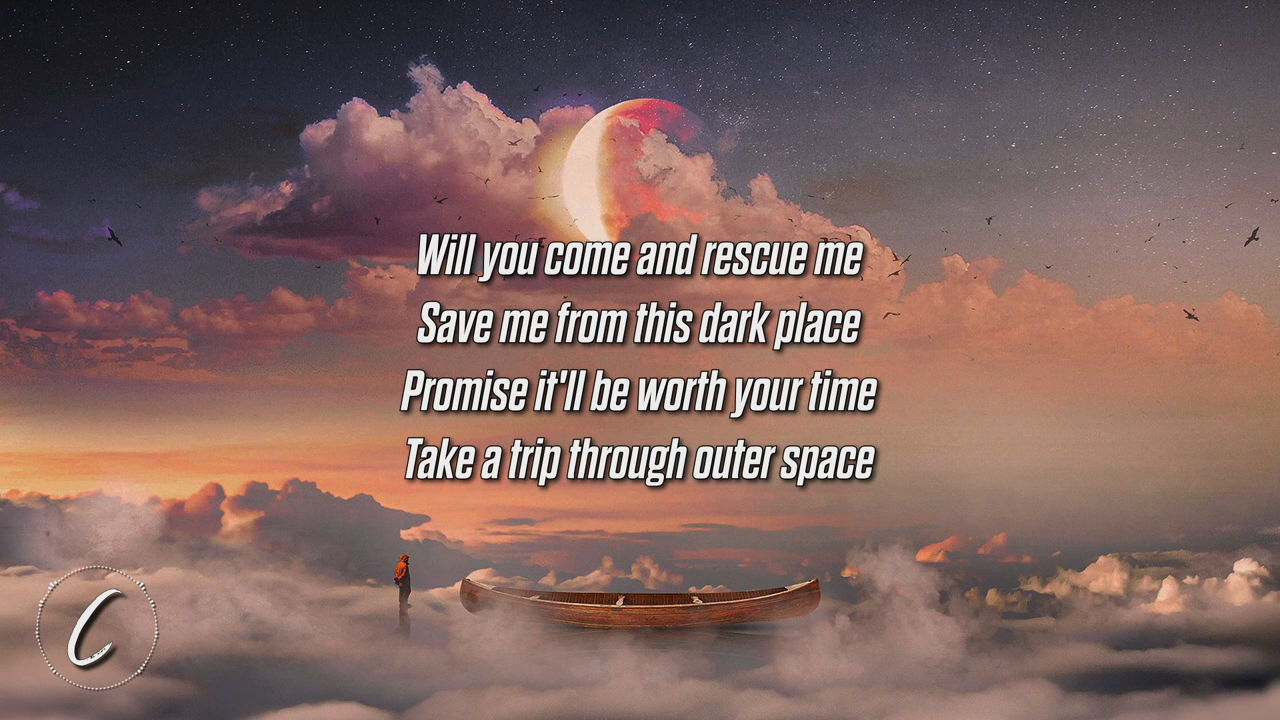 Will you come and rescue me
Save me from this dark place
Promise it'll be worth your time
Take a trip through outer space
C